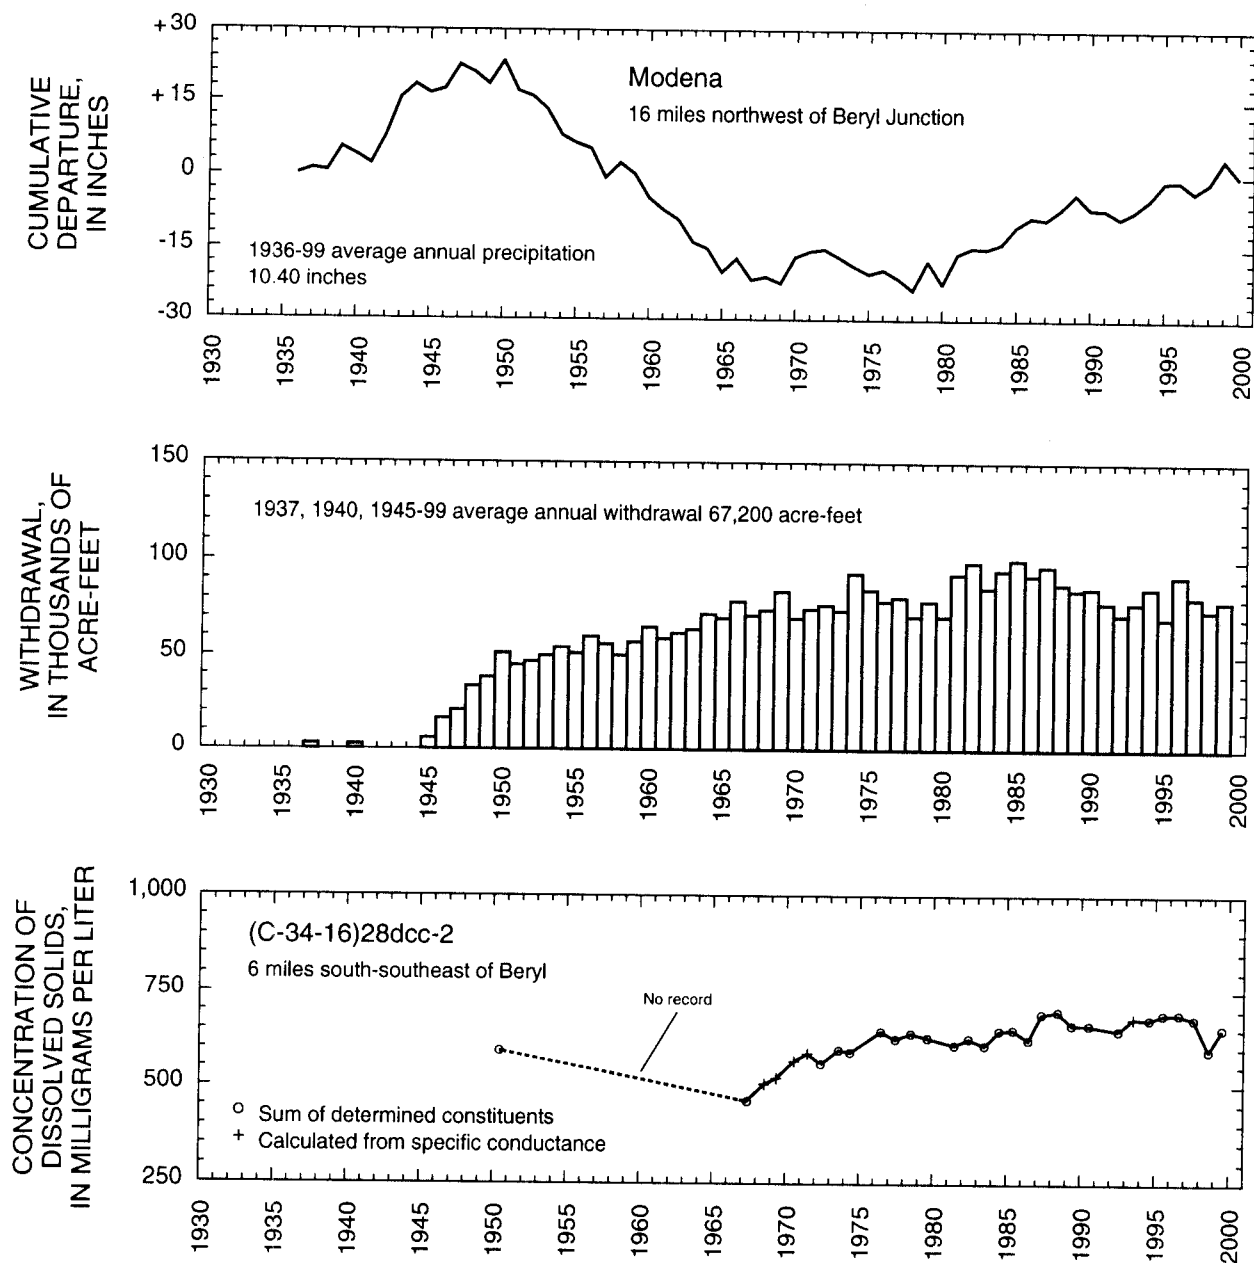 CUMULATIVE
DEPARTURE,
IN INCHES
+30
+15
0
-15
-30
Modena
16 miles northwest of Beryl Junction
1936-99 average annual precipitation
10.40 inches
1930 1935 1940 1945 1950 1955 1960 1965 1970 1975 1980 1985 1990 1995 2000
WITHDRAWAL,
IN THOUSANDS OF
ACRE-FEET
150
100
50
0
1937, 1940, 1945-99 average annual withdrawal 67,200 acre-feet
1930 1935 1940 1945 1950 1955 1960 1965 1970 1975 1980 1985 1990 1995 2000
CONCENTRATION OF
DISSOLVED SOLIDS,
IN MILLIGRAMS PER LITER
1,000
750
500
250
(C-34-16)28dcc-2
6 miles south-southeast of Beryl
No record
Sum of determined constituents
+ Calculated from specific conductance
1930 1935 1940 1945 1950 1955 1960 1965 1970 1975 1980 1985 1990 1995 2000